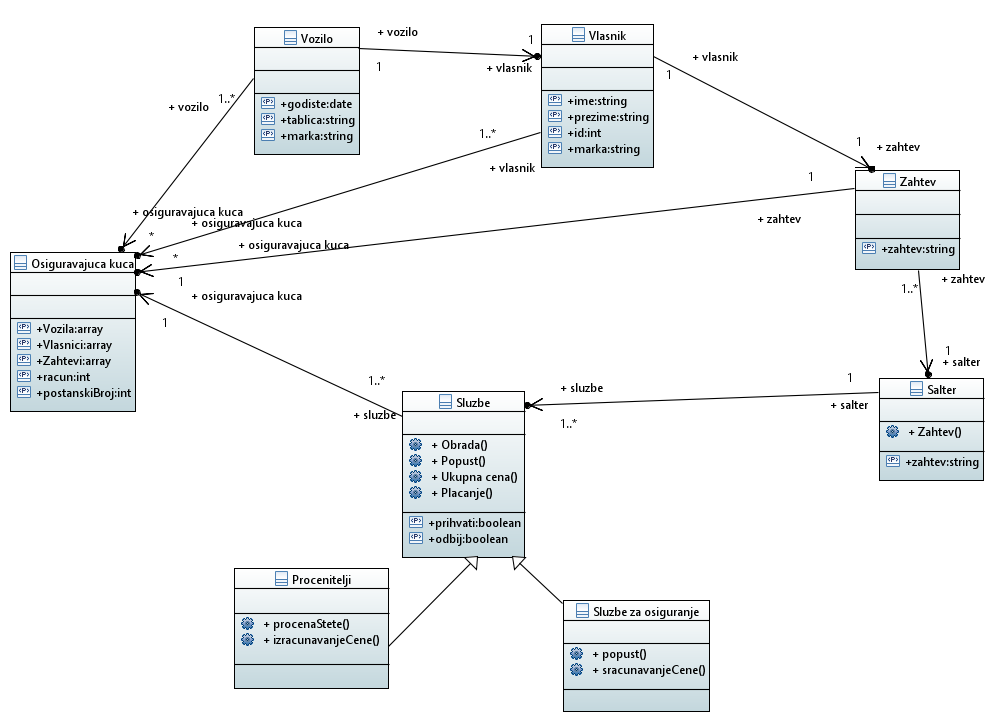 Vozilo
+godiste:date
+tablica:string
+marka:string
+ vozilo
1
1
+ vlasnik
Vlasnik
+ime:string
+prezime:string
+id:int
+marka:string
+ vlasnik
1
1
+ zahtev
Zahtev
+zahtev:string
1..*
+ vozilo
+ osiguravajuca kuca
*
1..*
+ vlasnik
+ osiguravajuca kuca
*
1
+ zahtev
+ osiguravajuca kuca
1
Osiguravajuca kuca
+Vozila:array
+Vlasnici:array
+Zahtevi:array
+racun:int
+postanskiBroj:int
+ osiguravajuca kuca
1
1..*
+ sluzbe
+ zahtev
1..*
1
+ salter
Salter
+ Zahtev()
+zahtev:string
1
+ salter
+ sluzbe
1..*
Sluzbe
+ Obrada()
+ Popust()
+ Ukupna cena()
+ Placanje()
+prihvati:boolean
+odbij:boolean
Procenitelji
+ procenaStete()
+ izracunavanjeCene()
Sluzbe za osiguranje
+ popust()
+ sracunavanjeCene()